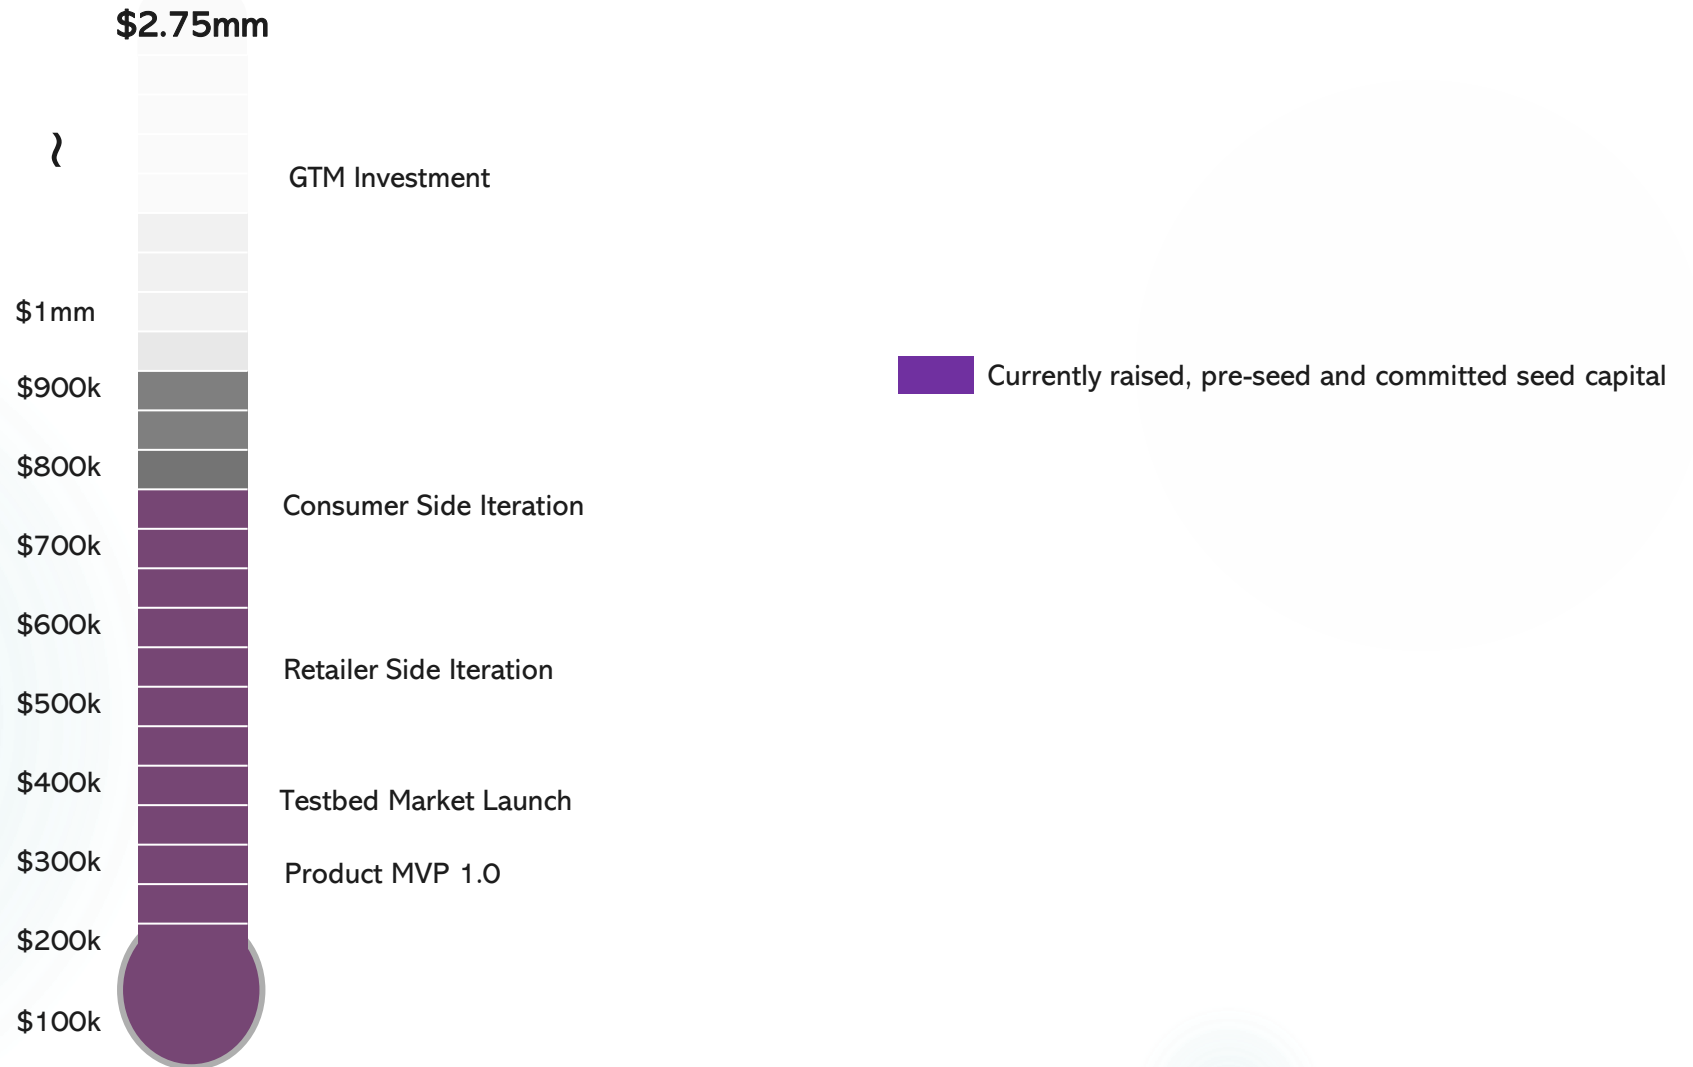 $2.75mm
~
GTM Investment
$1mm
Currently raised, pre-seed and committed seed capital
$900k
$800k
Consumer Side Iteration
$700k
$600k
Retailer Side Iteration
$500k
$400k
Testbed Market Launch
$300k
Product MVP 1.0
$200k
$100k